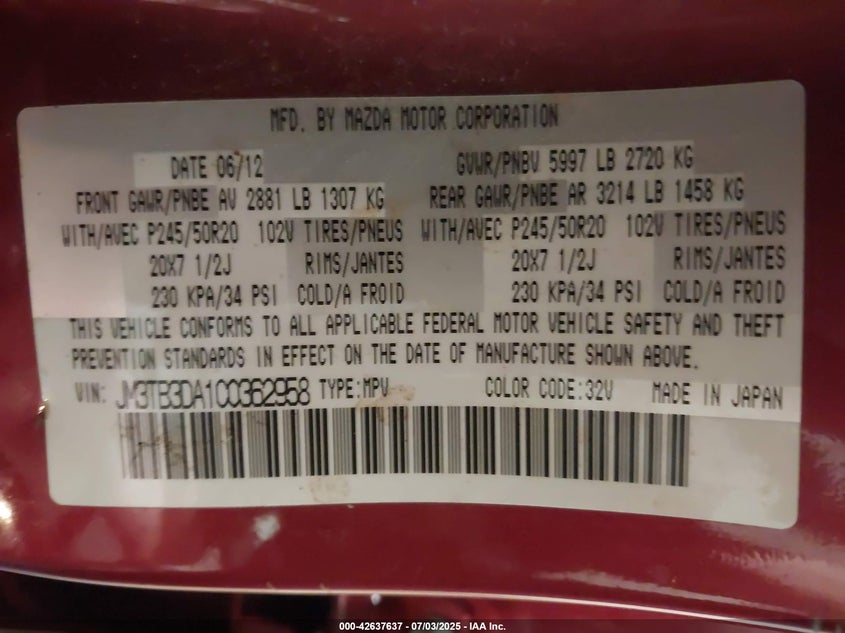 MFD. BY MAZDA MOTOR CORPORATION
DATE 06/12 GVWR/PNBV 5997 LB 2720 KG
FRONT GAWR/PNBE AV 2881 LB 1307 KG REAR GAWR/PNBE AR 3214 LB 1458 KG
WITH/AVEC P245/50R20 102V TIRES/PNEUS WITH/AVEC P245/50R20 102V TIRES/PNEUS
20X7 1/2J RIMS/JANTES 20X7 1/2J RIMS/JANTES
230 KPA/34 PSI COLD/A FROID 230 KPA/34 PSI COLD/A FROID
THIS VEHICLE CONFORMS TO ALL APPLICABLE FEDERAL MOTOR VEHICLE SAFETY AND THEFT
PREVENTION STANDARDS IN EFFECT ON THE DATE OF MANUFACTURE SHOWN ABOVE.
VIN: JM3TB3DA1C0362958 TYPE:MPV COLOR CODE:32V MADE IN JAPAN
000-42637637 - 07/03/2025 - IAA Inc.